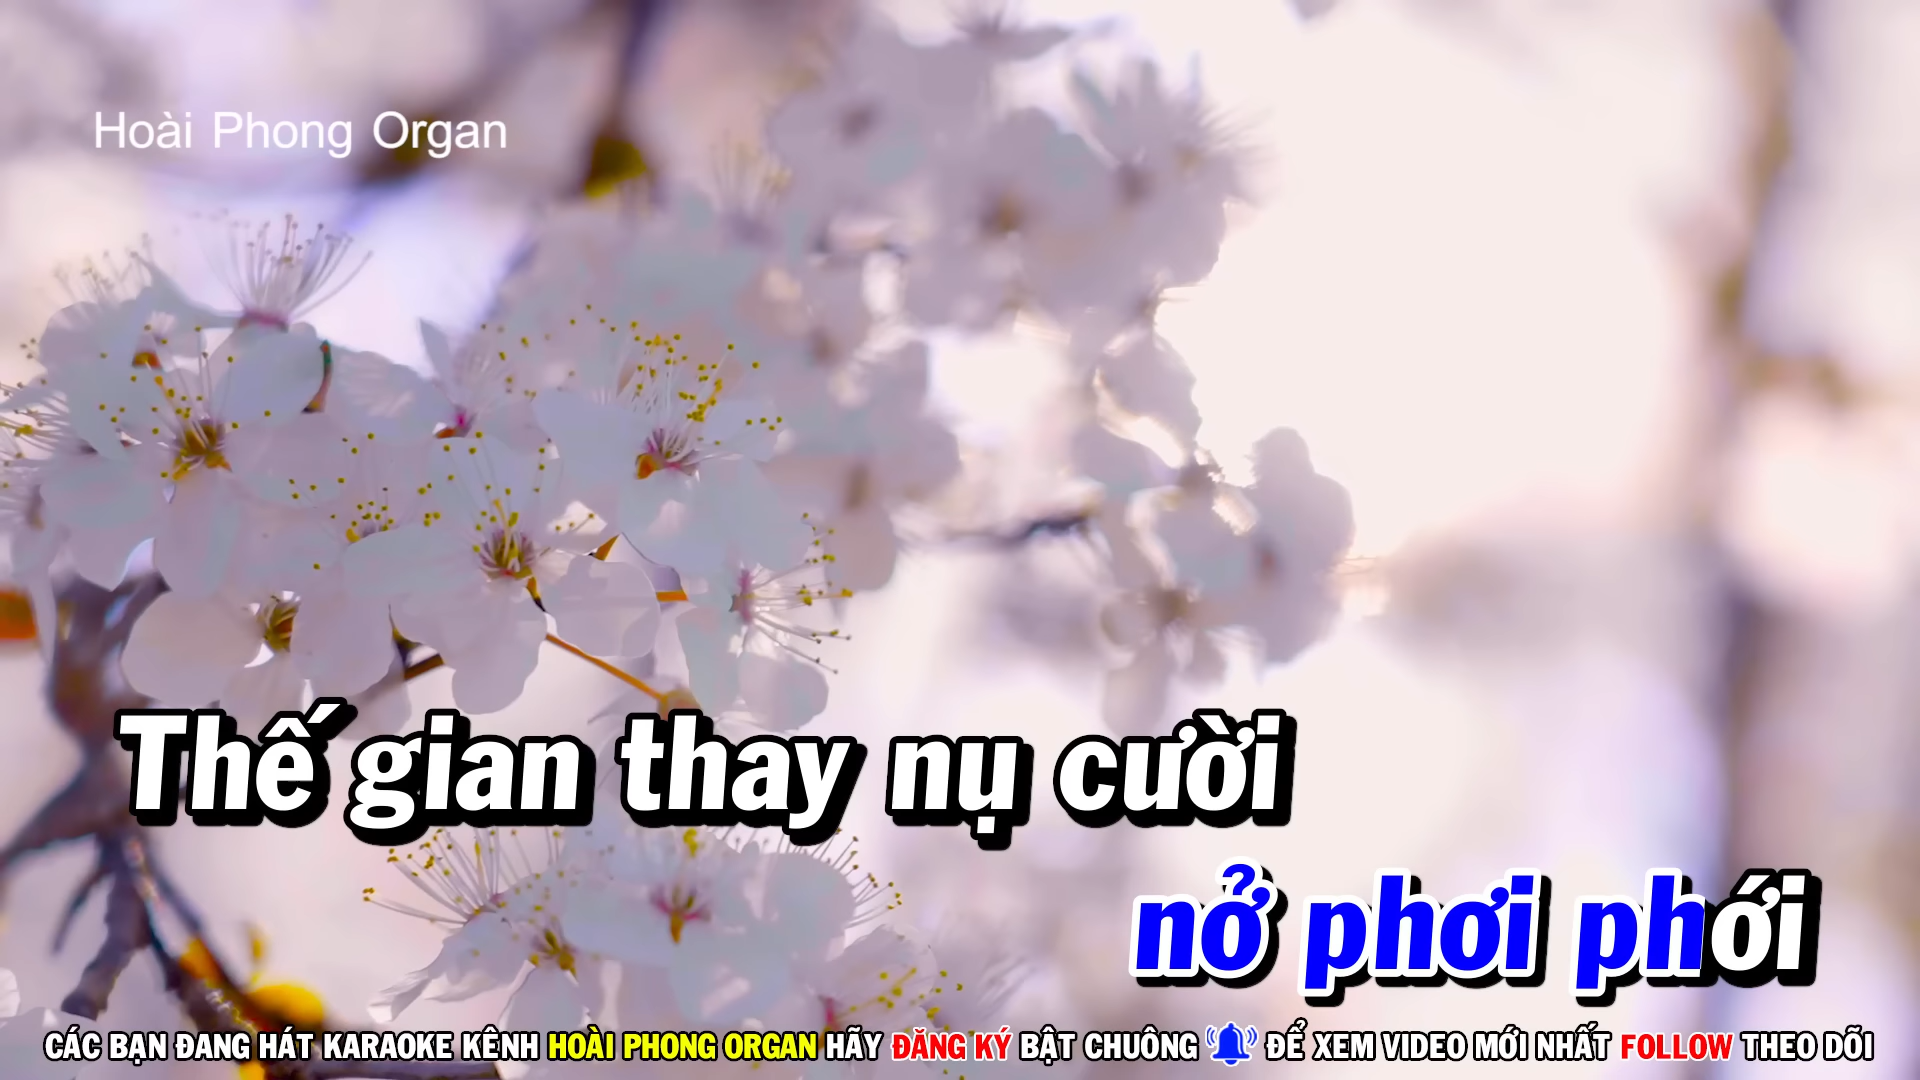 Hoài Phong Organ
Thế gian thay nụ cười
nở phơi phới
CÁC BẠN ĐANG HÁT KARAOKE KÊNH HOÀI PHONG ORGAN HÃY ĐĂNG KÝ BẬT CHUÔNG ĐỂ XEM VIDEO MỚI NHẤT FOLLOW THEO DÕI